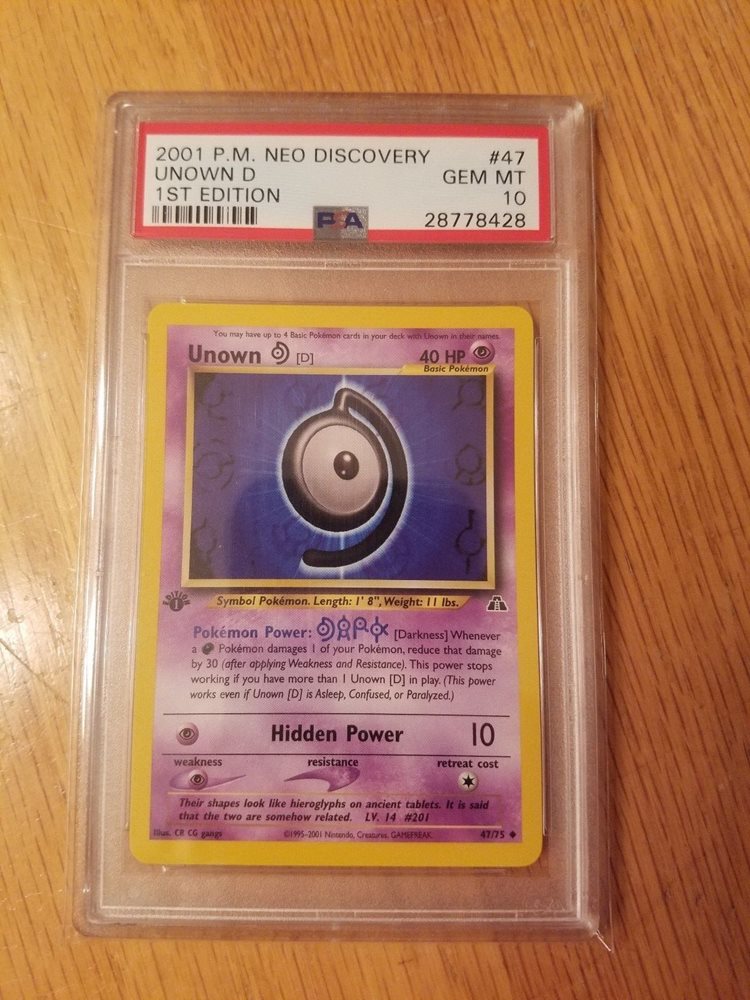 2001 P.M. NEO DISCOVERY #47
UNOWN D GEM MT
1ST EDITION 10
PSA 28778428
You may have up to 4 Basic Pokémon cards in your deck with Unown in their names.
Unown [D] 40 HP
Basic Pokémon
EDITION 1
Symbol Pokémon. Length: 1' 8", Weight: 11 lbs.
Pokémon Power: [Darkness] Whenever
a Pokémon damages 1 of your Pokémon, reduce that damage
by 30 (after applying Weakness and Resistance). This power stops
working if you have more than 1 Unown [D] in play. (This power
works even if Unown [D] is Asleep, Confused, or Paralyzed.)
Hidden Power 10
weakness resistance retreat cost
Their shapes look like hieroglyphs on ancient tablets. It is said
that the two are somehow related. LV. 14 #201
Illus. CR CG gangs ©1995-2001 Nintendo, Creatures, GAMEFREAK. 47/75